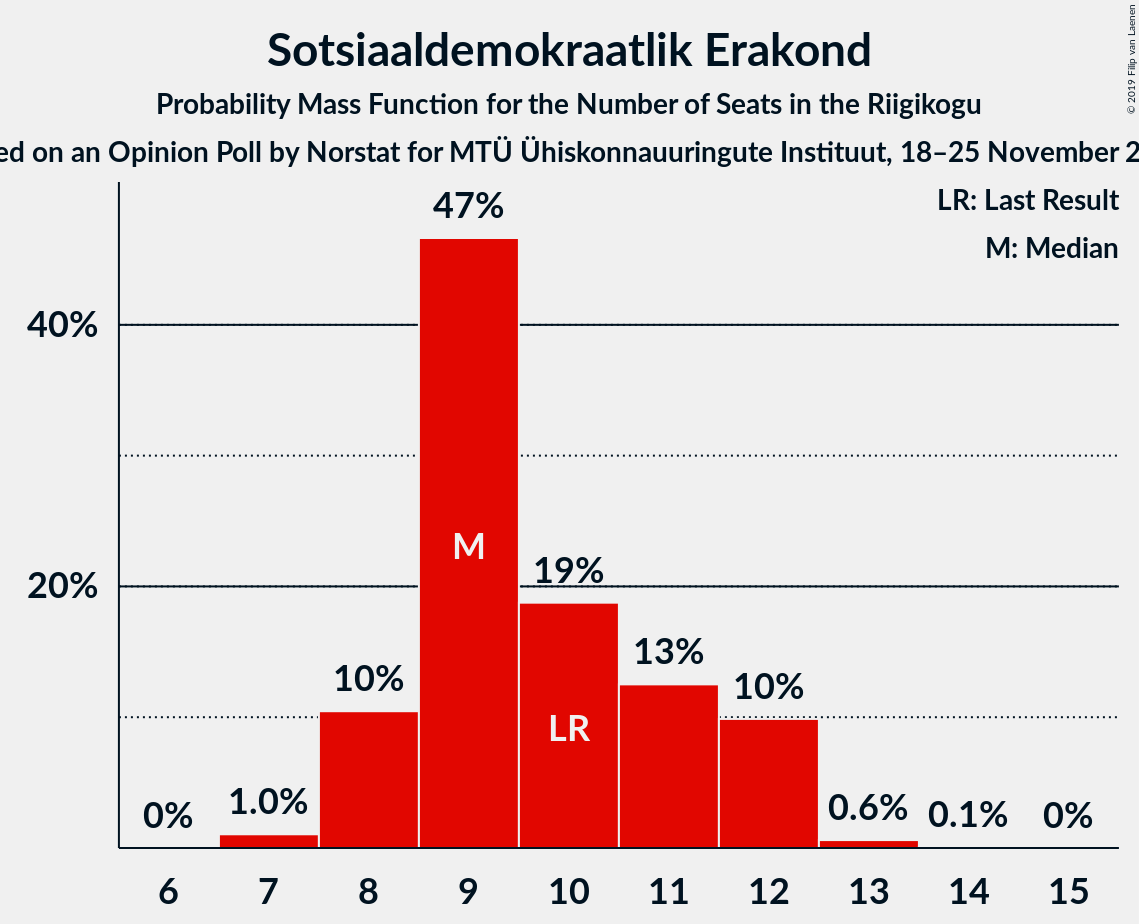 Sotsiaaldemokraatlik Erakond
Probability Mass Function for the Number of Seats in the Riigikogu
on an Opinion Poll by Norstat for MTÜ Ühiskonnauuringute Instituut, 18–25 November
© 2019 Filip van Laenen
LR: Last Result
M: Median
47%
40%
M
19%
20%
13%
10%
10%
LR
1.0%
0%
0.6%
0.1%
0%
6 7 8 9 10 11 12 13 14 15